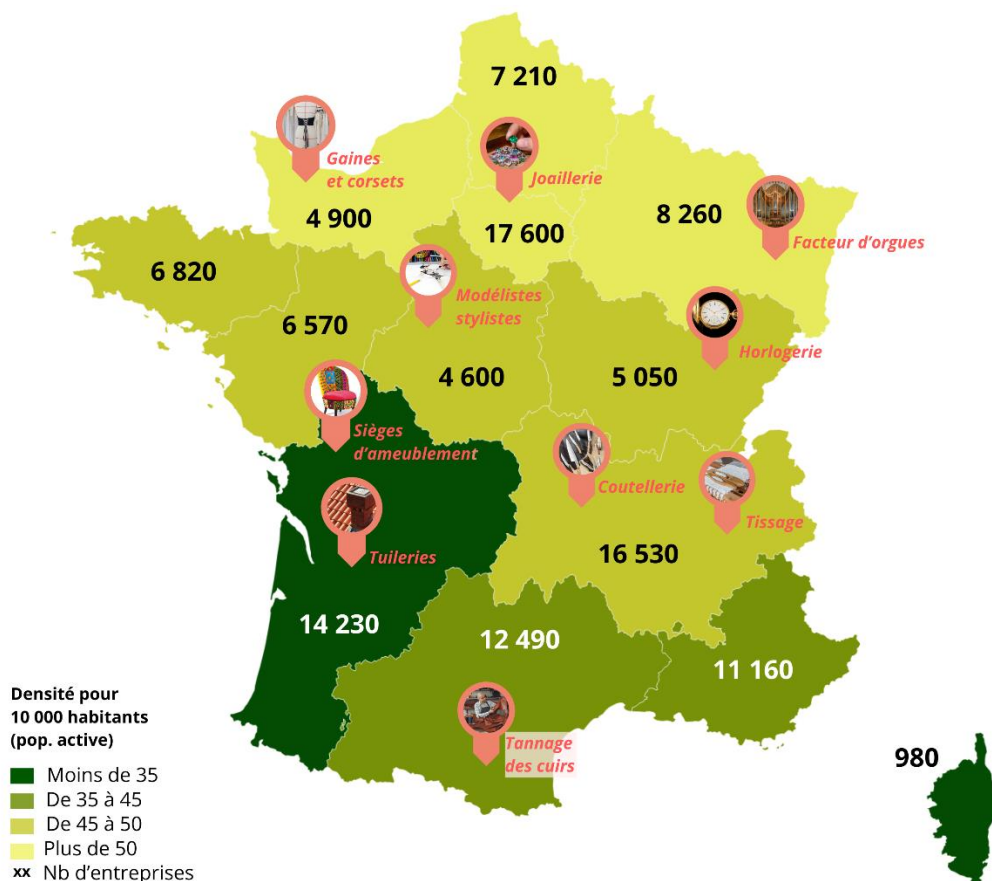 7 210
Gaines
et corsets
Joaillerie
4 900
17 600
8 260
Facteur d’orgues
6 820
Modélistes
stylistes
6 570
Horlogerie
4 600
5 050
Sièges
d’ameublement
Coutellerie
Tissage
Tuileries
16 530
14 230
12 490
11 160
Densité pour
10 000 habitants
(pop. active)
Moins de 35
De 35 à 45
De 45 à 50
Plus de 50
xx Nb d’entreprises
Tannage
des cuirs
980